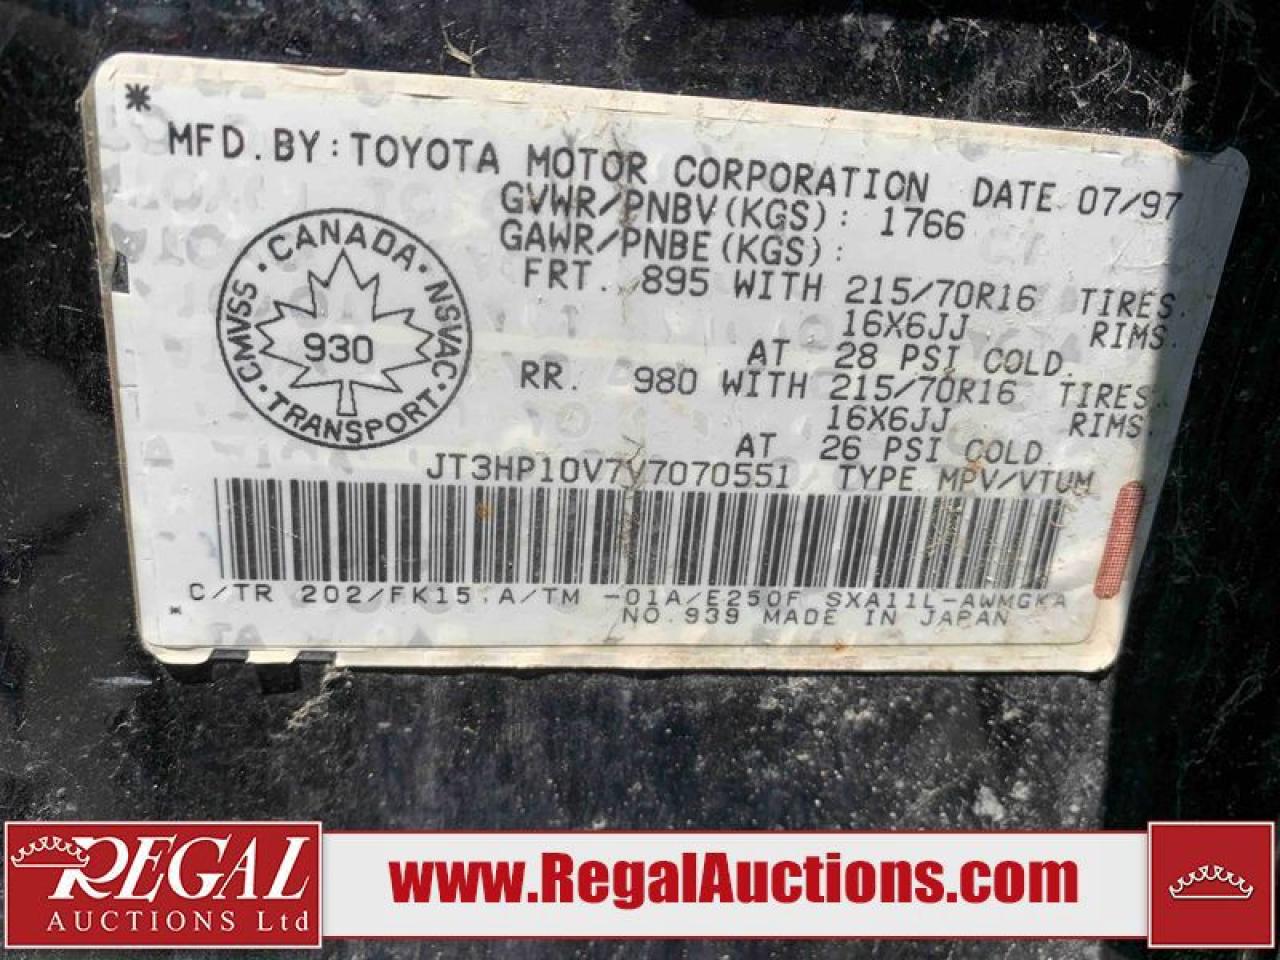 *
MFD. BY: TOYOTA MOTOR CORPORATION DATE 07/97
GVWR/PNBV(KGS): 1766
GAWR/PNBE(KGS):
FRT. 895 WITH 215/70R16 TIRES.
16X6JJ RIMS.
AT 28 PSI COLD.
RR. 980 WITH 215/70R16 TIRES.
16X6JJ RIMS.
AT 26 PSI COLD.
CANADA · NSVAC · TRANSPORT · CMVSS ·
930
JT3HP10V7V7070551 TYPE MPV/VTUM
C/TR 202/FK15 A/TM -01A/E250F SXA11L-AWMGKA
* NO. 939 MADE IN JAPAN
REGAL
AUCTIONS Ltd
www.RegalAuctions.com